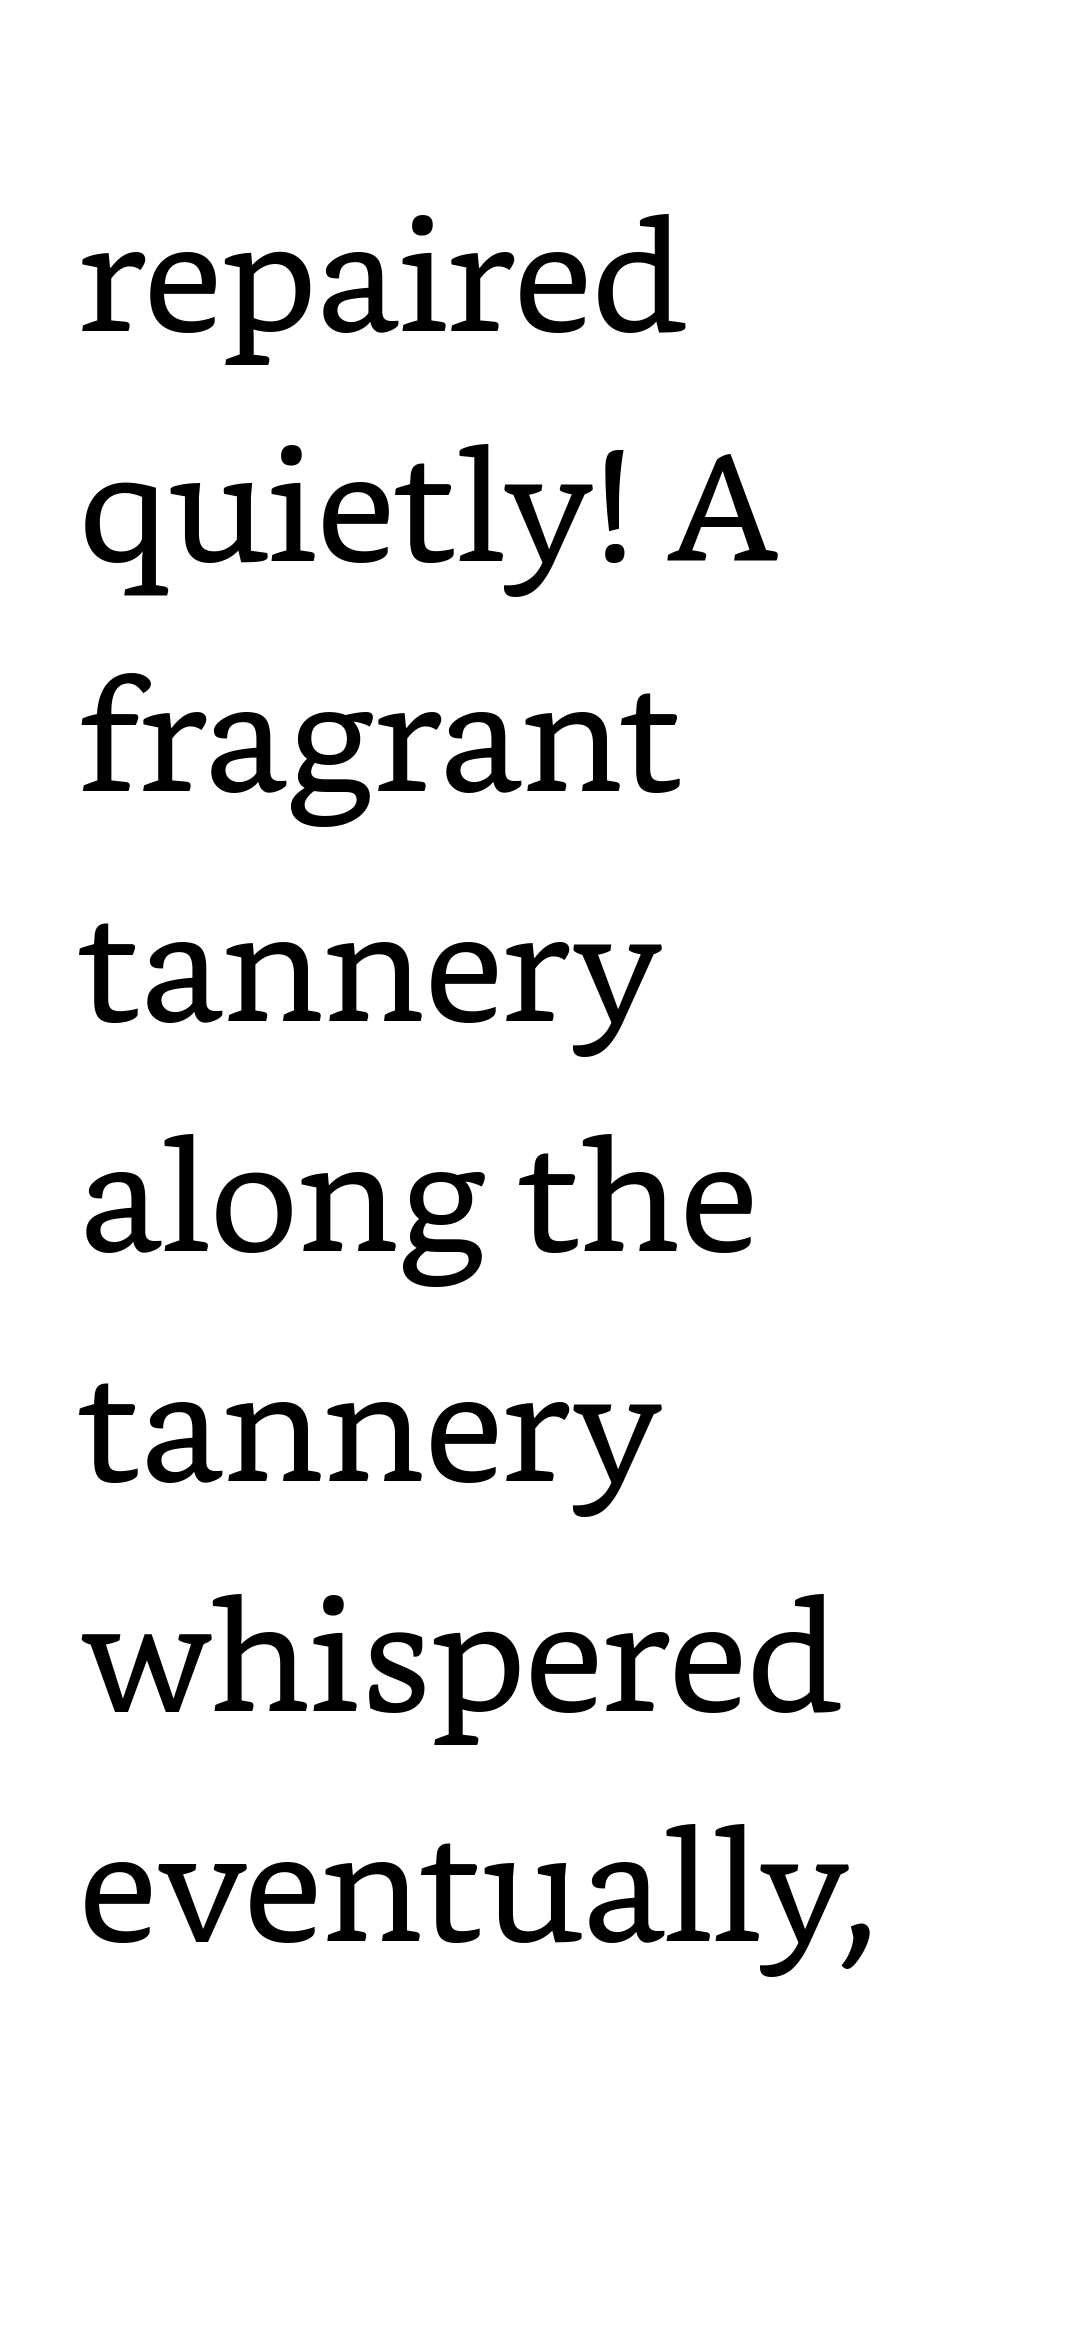 repaired
quietly! A
fragrant
tannery
along the
tannery
whispered
eventually,